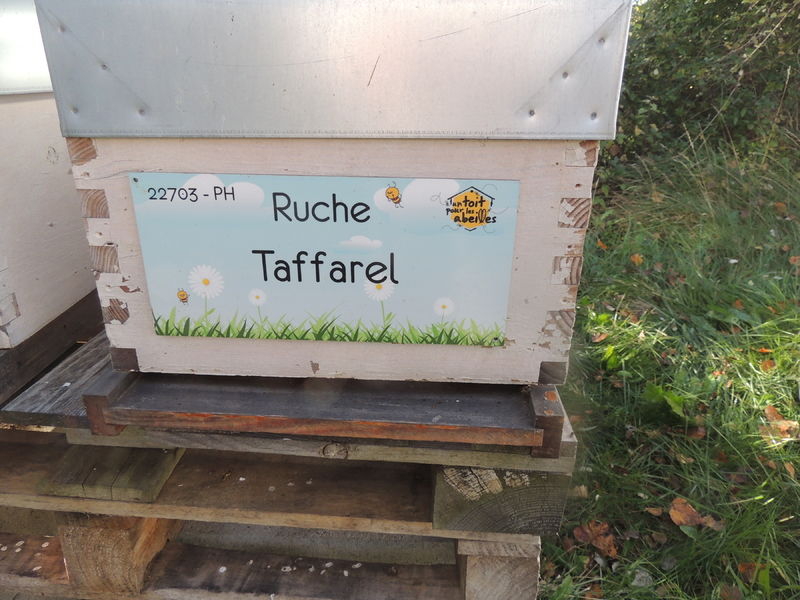 22703 - PH
Ruche
Taffarel
un toit
pour les
abeilles